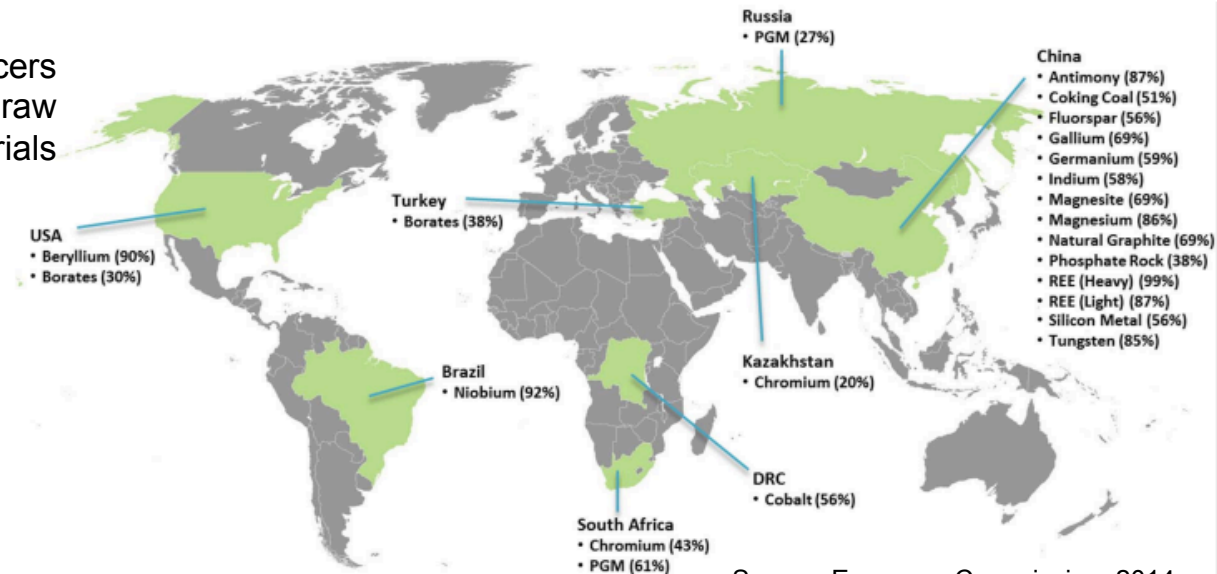 cers
raw
rials
Russia
• PGM (27%)
China
• Antimony (87%)
• Coking Coal (51%)
• Fluorspar (56%)
• Gallium (69%)
• Germanium (59%)
• Indium (58%)
• Magnesite (69%)
• Magnesium (86%)
• Natural Graphite (69%)
• Phosphate Rock (38%)
• REE (Heavy) (99%)
• REE (Light) (87%)
• Silicon Metal (56%)
• Tungsten (85%)
Turkey
• Borates (38%)
USA
• Beryllium (90%)
• Borates (30%)
Kazakhstan
• Chromium (20%)
Brazil
• Niobium (92%)
DRC
• Cobalt (56%)
South Africa
• Chromium (43%)
• PGM (61%)